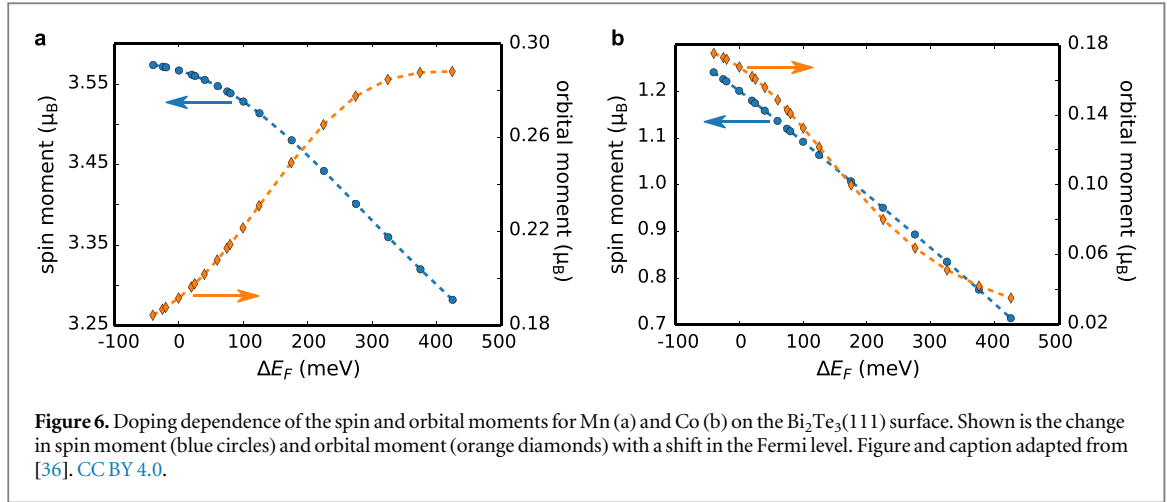 a
3.55
3.45
3.35
3.25
spin moment (μB)
0.30
0.26
0.22
0.18
orbital moment (μB)
-100 0 100 200 300 400 500
ΔEF (meV)
b
1.2
1.1
1.0
0.9
0.8
0.7
spin moment (μB)
0.18
0.14
0.10
0.06
0.02
orbital moment (μB)
-100 0 100 200 300 400 500
ΔEF (meV)
Figure 6. Doping dependence of the spin and orbital moments for Mn (a) and Co (b) on the Bi2Te3(111) surface. Shown is the change
in spin moment (blue circles) and orbital moment (orange diamonds) with a shift in the Fermi level. Figure and caption adapted from
[36]. CC BY 4.0.